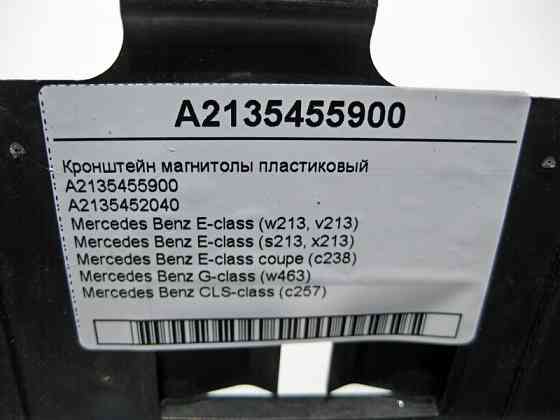 A2135455900
Кронштейн магнитолы пластиковый
A2135455900
A2135452040
Mercedes Benz E-class (w213, v213)
Mercedes Benz E-class (s213, x213)
Mercedes Benz E-class coupe (c238)
Mercedes Benz G-class (w463)
Mercedes Benz CLS-class (c257)